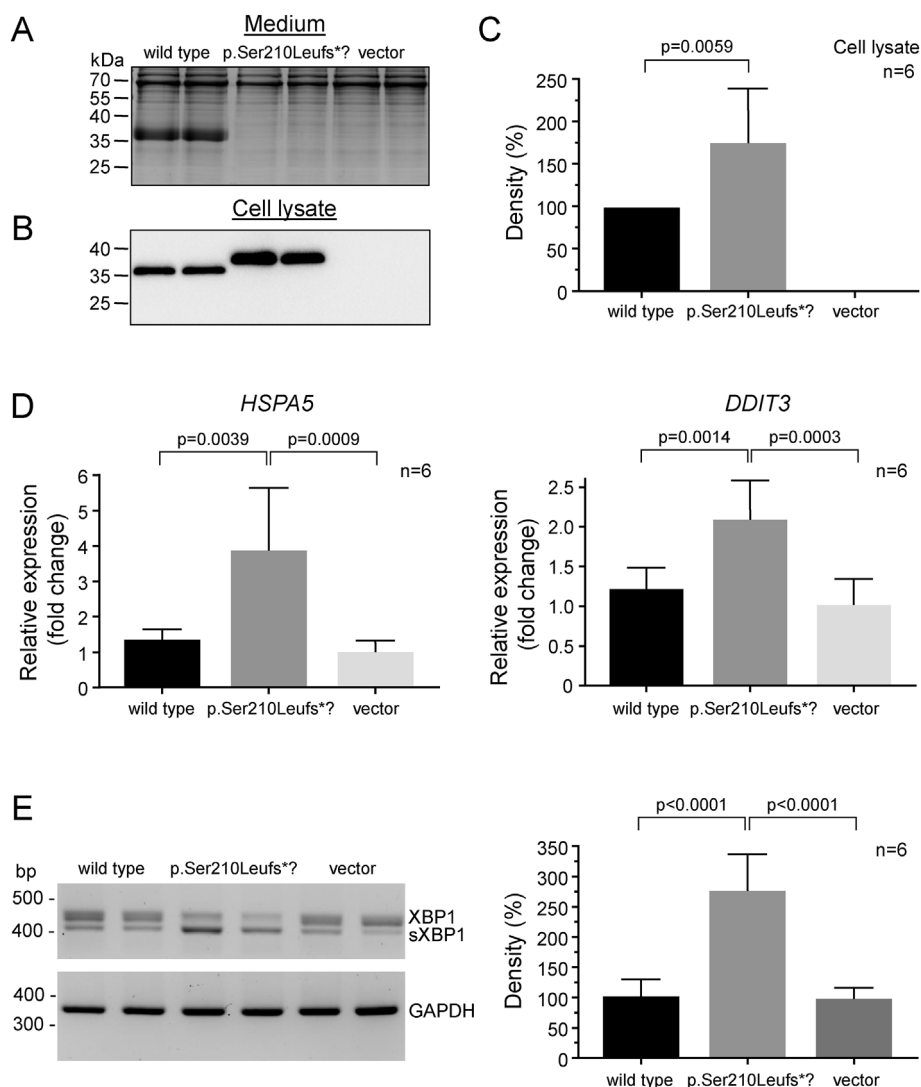 A
Medium
wild type p.Ser210Leufs*? vector
kDa
70
55
40
35
25
B
Cell lysate
40
35
25
C
p=0.0059
Cell lysate
n=6
Density (%)
250
200
150
100
50
0
wild type p.Ser210Leufs*? vector
D
HSPA5
p=0.0039 p=0.0009
n=6
Relative expression
(fold change)
6
5
4
3
2
1
0
wild type p.Ser210Leufs*? vector
DDIT3
p=0.0014 p=0.0003
n=6
Relative expression
(fold change)
2.5
2.0
1.5
1.0
0.5
0.0
wild type p.Ser210Leufs*? vector
E
wild type p.Ser210Leufs*? vector
bp
500
400
XBP1
sXBP1
400
300
GAPDH
p<0.0001 p<0.0001
n=6
Density (%)
350
300
250
200
150
100
50
0
wild type p.Ser210Leufs*? vector